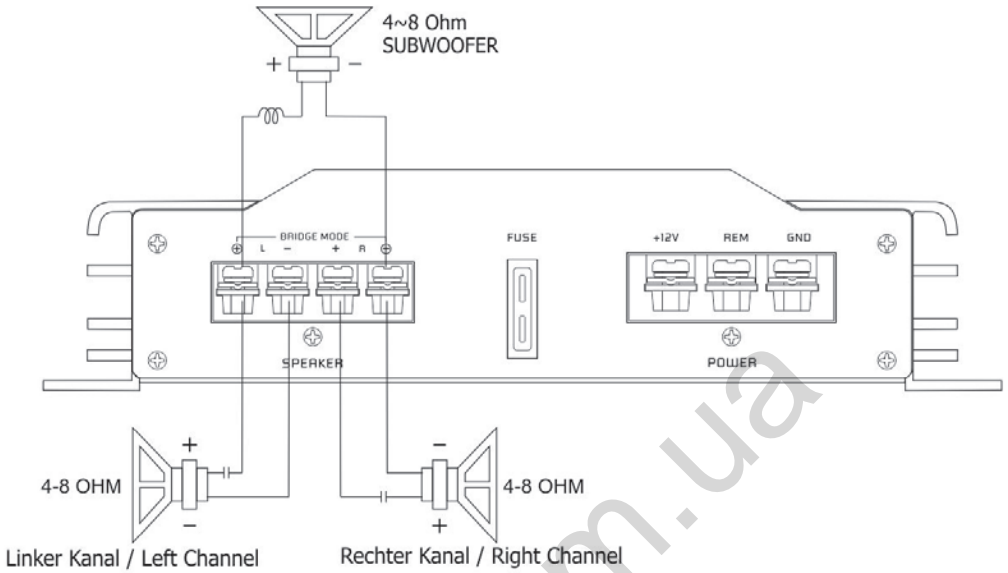 4~8 Ohm
SUBWOOFER
+ −
BRIDGE MODE
⊕ L − + R ⊕
FUSE
+12V REM GND
SPEAKER
POWER
+ −
4-8 OHM 4-8 OHM
− +
Linker Kanal / Left Channel Rechter Kanal / Right Channel
m.ua